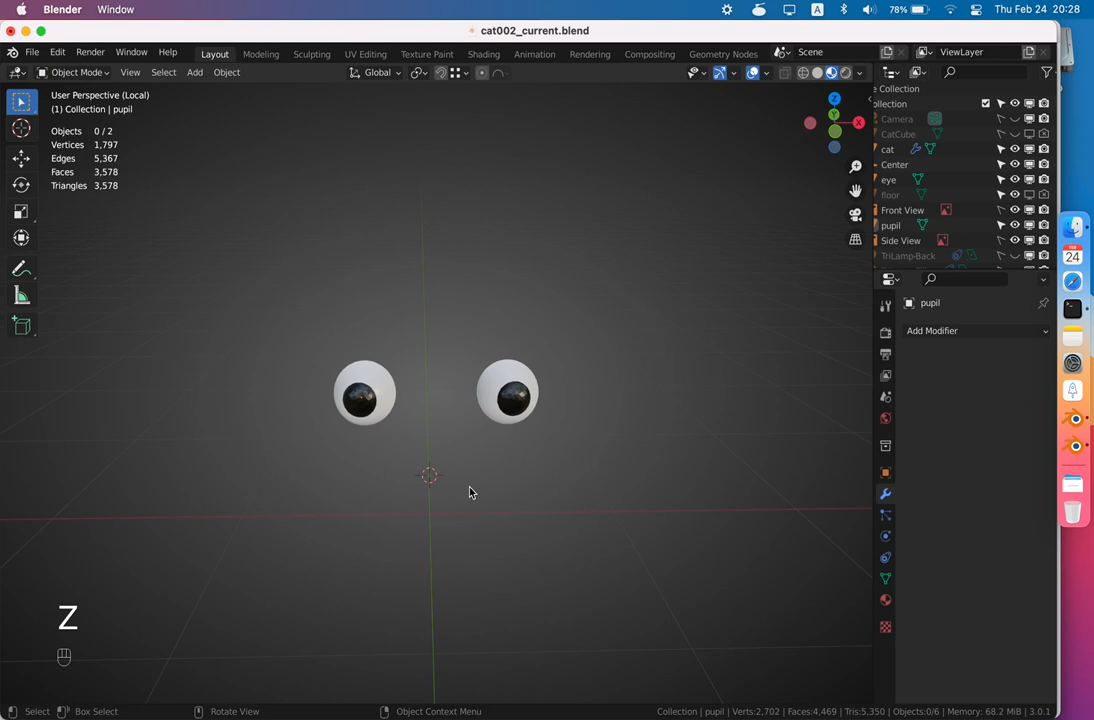 Blender Window
A
78%
Thu Feb 24 20:28
cat002_current.blend
File Edit Render Window Help
Layout Modeling Sculpting UV Editing Texture Paint Shading Animation Rendering Compositing Geometry Nodes
Scene
ViewLayer
Object Mode View Select Add Object
Global
User Perspective (Local)
(1) Collection | pupil
Objects 0 / 2
Vertices 1,797
Edges 5,367
Faces 3,578
Triangles 3,578
Z
Y
X
e Collection
ollection
Camera
CatCube
cat
Center
eye
floor
Front View
pupil
Side View
TriLamp-Back
pupil
Add Modifier
FEB
24
Z
Select
Box Select
Rotate View
Object Context Menu
Collection | pupil | Verts:2,702 | Faces:4,469 | Tris:5,350 | Objects:0/6 | Memory: 68.2 MiB | 3.0.1